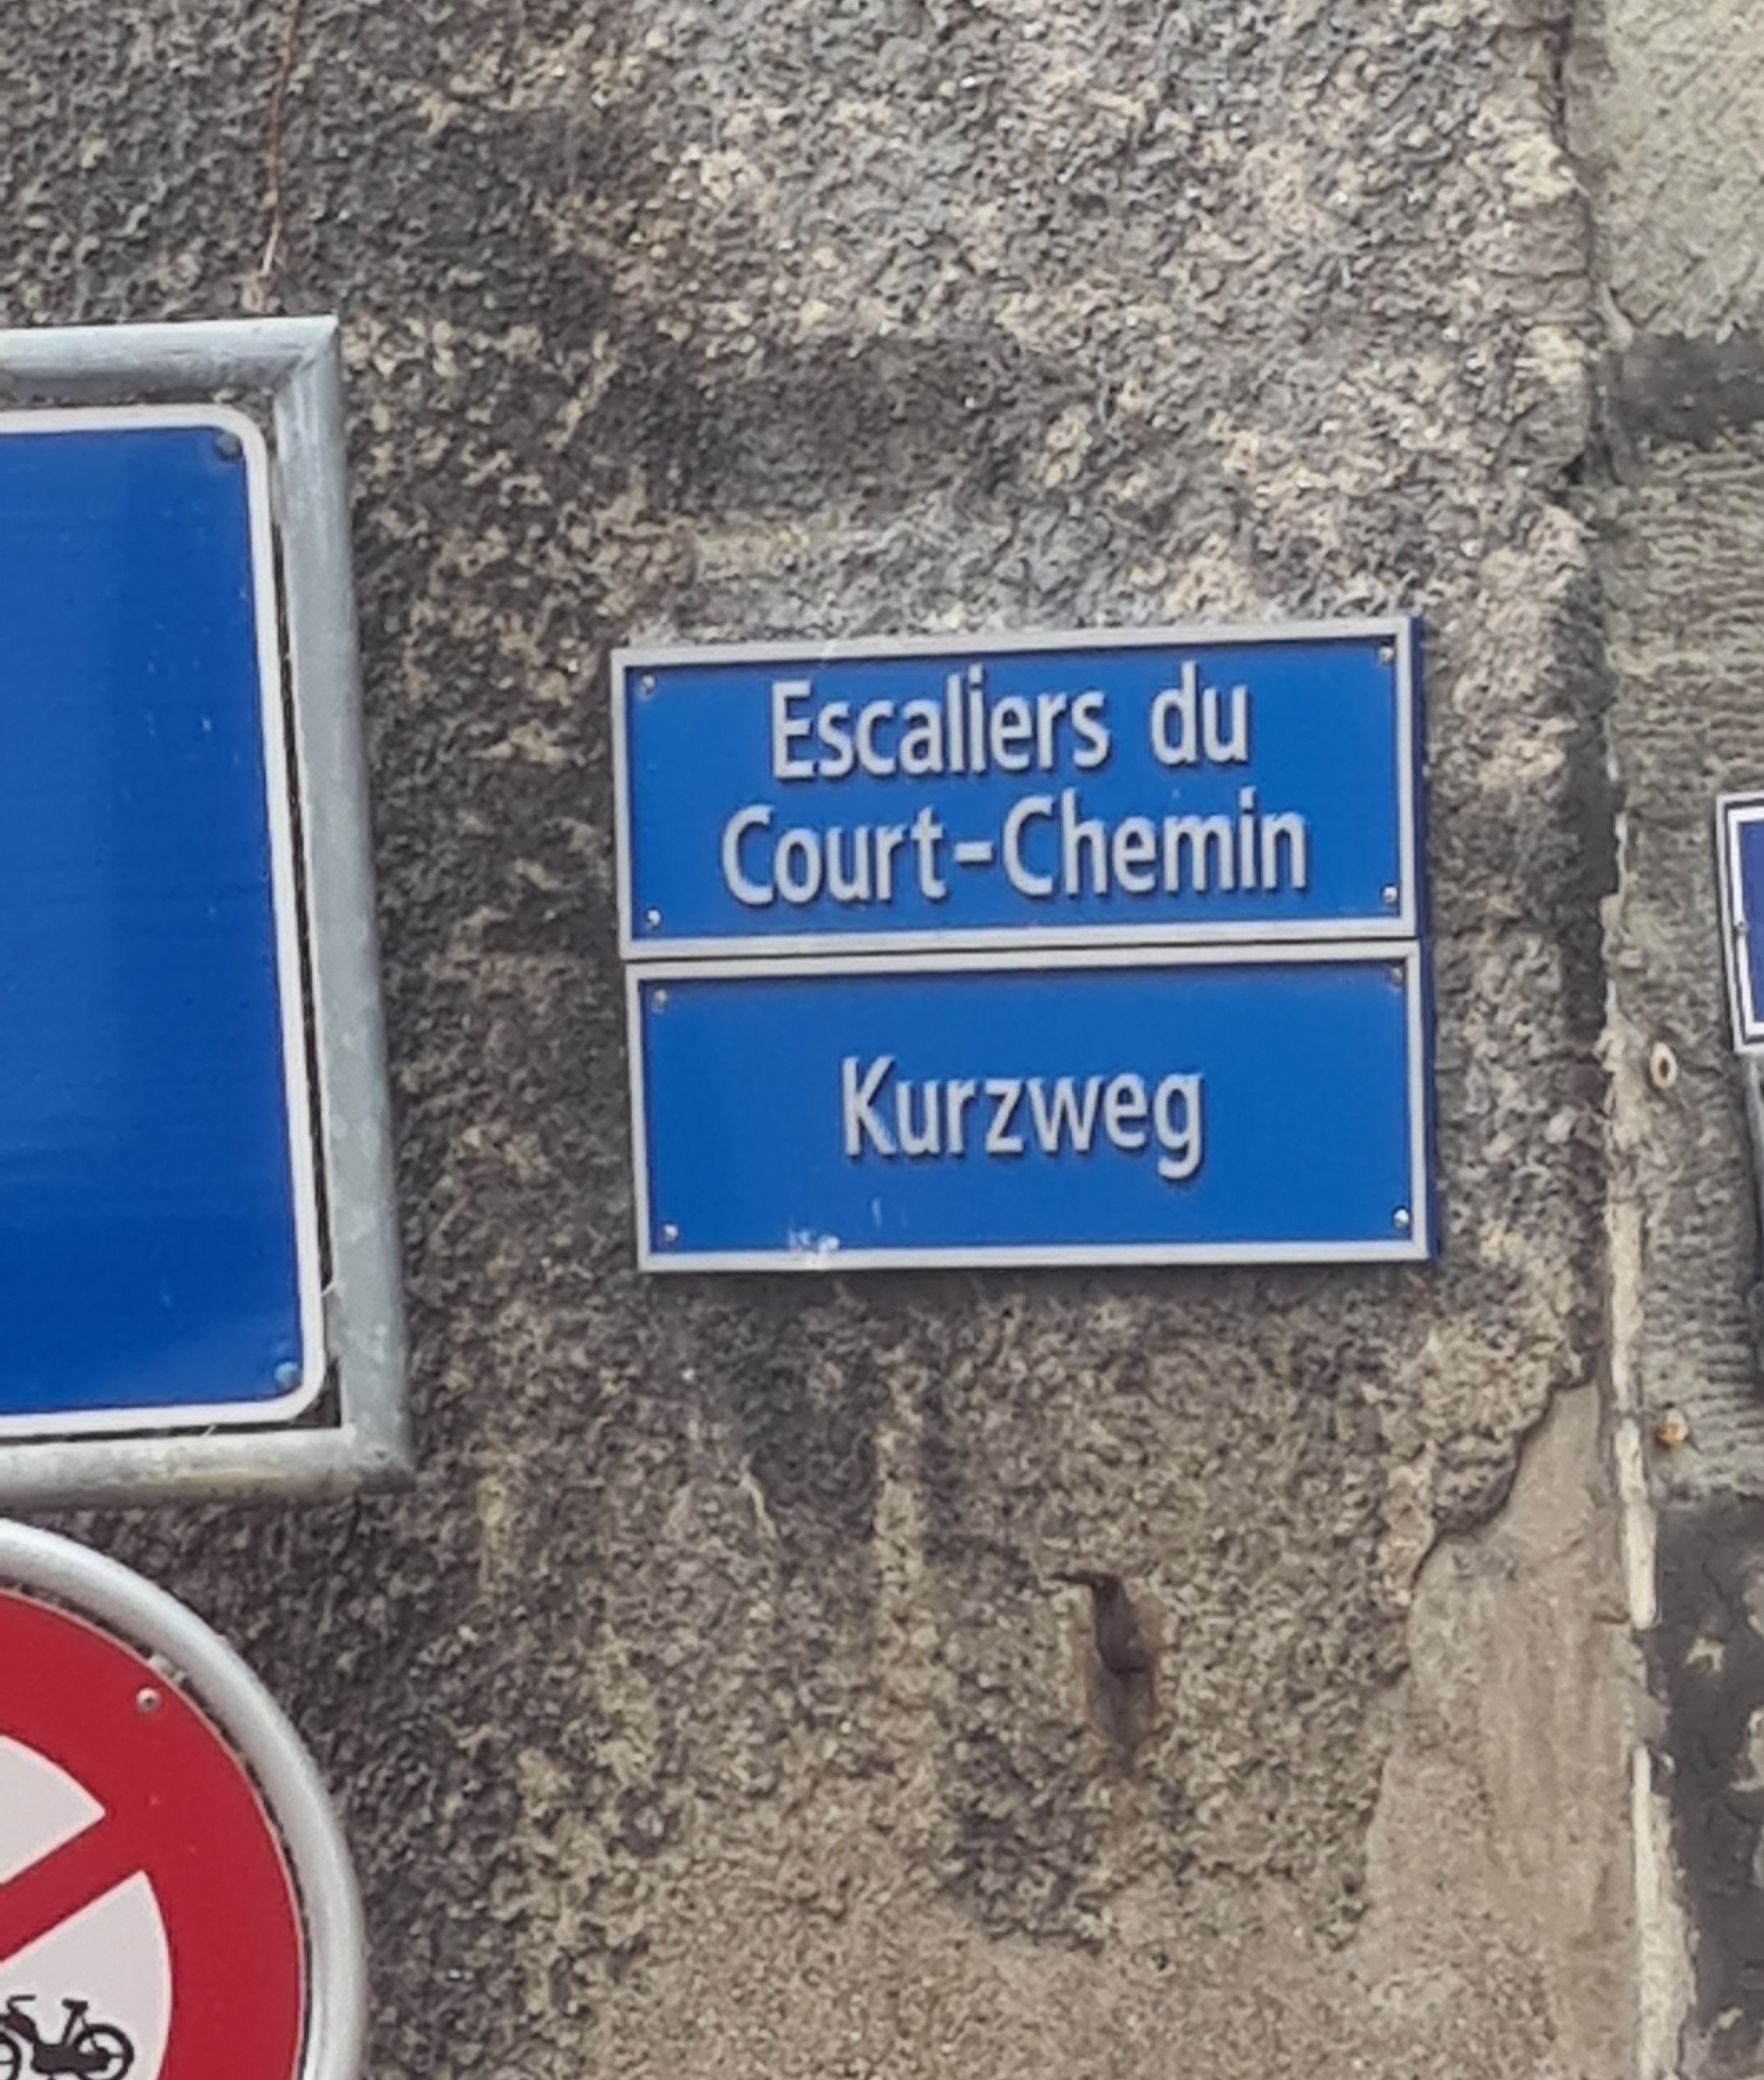 Escaliers du
Court-Chemin
Kurzweg